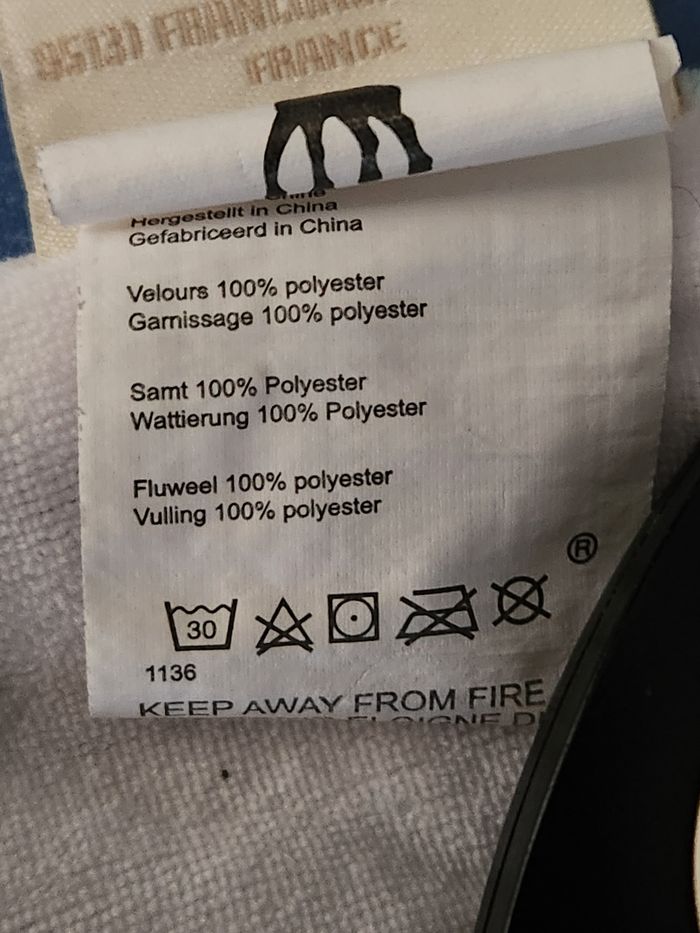 95131
FRANCE
Hergestellt in China
Gefabriceerd in China
Velours 100% polyester
Garnissage 100% polyester
Samt 100% Polyester
Wattierung 100% Polyester
Fluweel 100% polyester
Vulling 100% polyester
®
30
1136
KEEP AWAY FROM FIRE